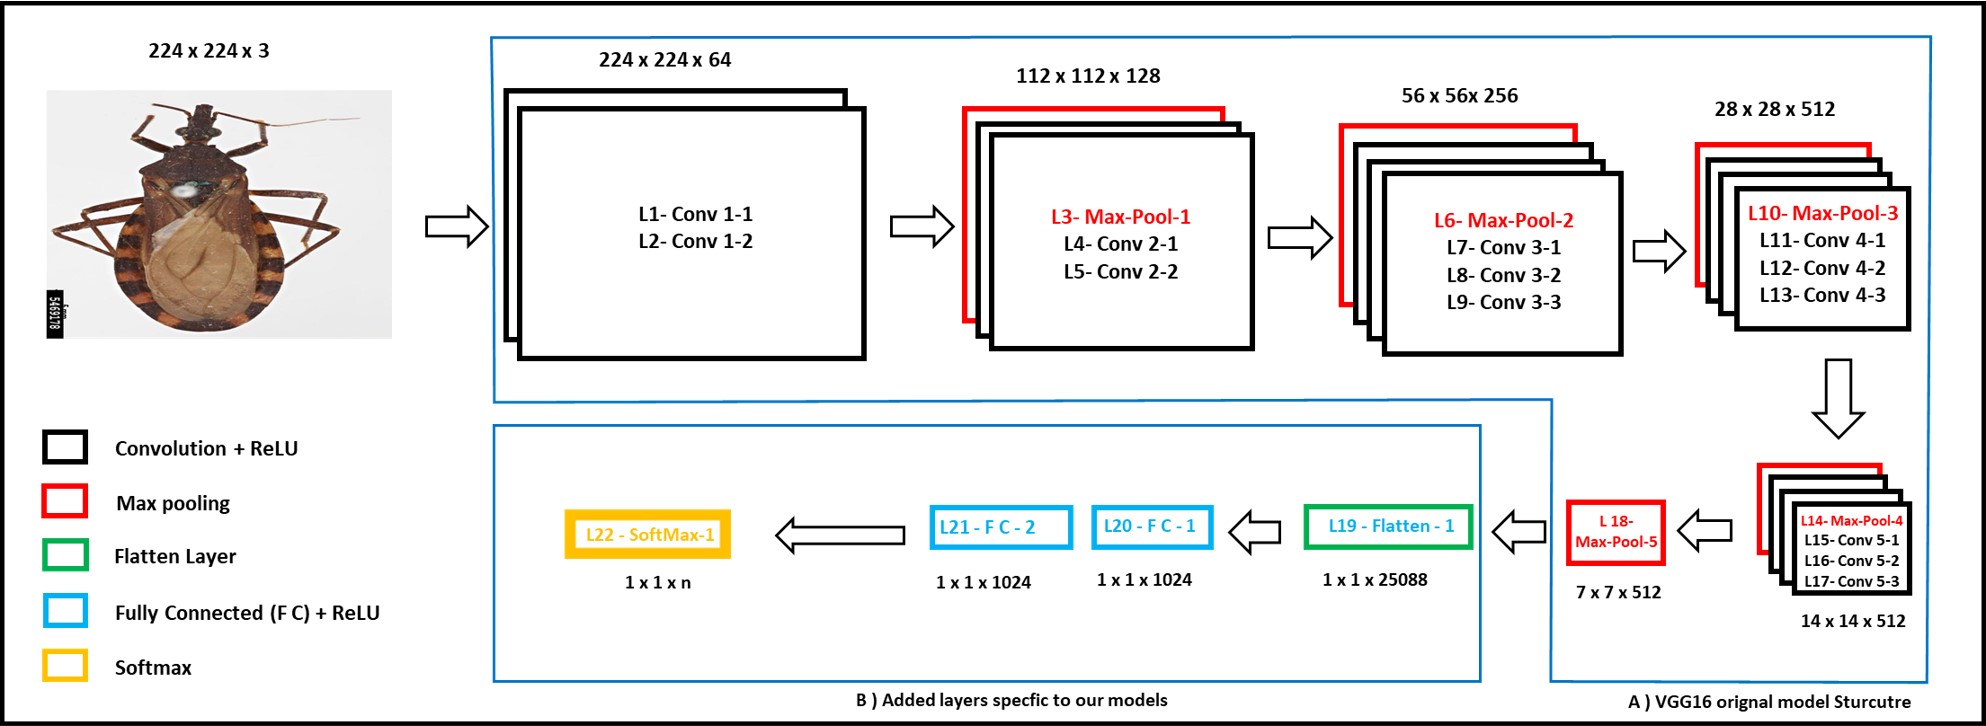 224 x 224 x 3
224 x 224 x 64
112 x 112 x 128
56 x 56x 256
28 x 28 x 512
L1- Conv 1-1
L2- Conv 1-2
L3- Max-Pool-1
L4- Conv 2-1
L5- Conv 2-2
L6- Max-Pool-2
L7- Conv 3-1
L8- Conv 3-2
L9- Conv 3-3
L10- Max-Pool-3
L11- Conv 4-1
L12- Conv 4-2
L13- Conv 4-3
5469178
L14- Max-Pool-4
L15- Conv 5-1
L16- Conv 5-2
L17- Conv 5-3
14 x 14 x 512
L 18-
Max-Pool-5
7 x 7 x 512
L19 - Flatten - 1
1 x 1 x 25088
L20 - F C - 1
1 x 1 x 1024
L21 - F C - 2
1 x 1 x 1024
L22 - SoftMax-1
1 x 1 x n
Convolution + ReLU
Max pooling
Flatten Layer
Fully Connected (F C) + ReLU
Softmax
B ) Added layers specfic to our models
A ) VGG16 orignal model Sturcutre